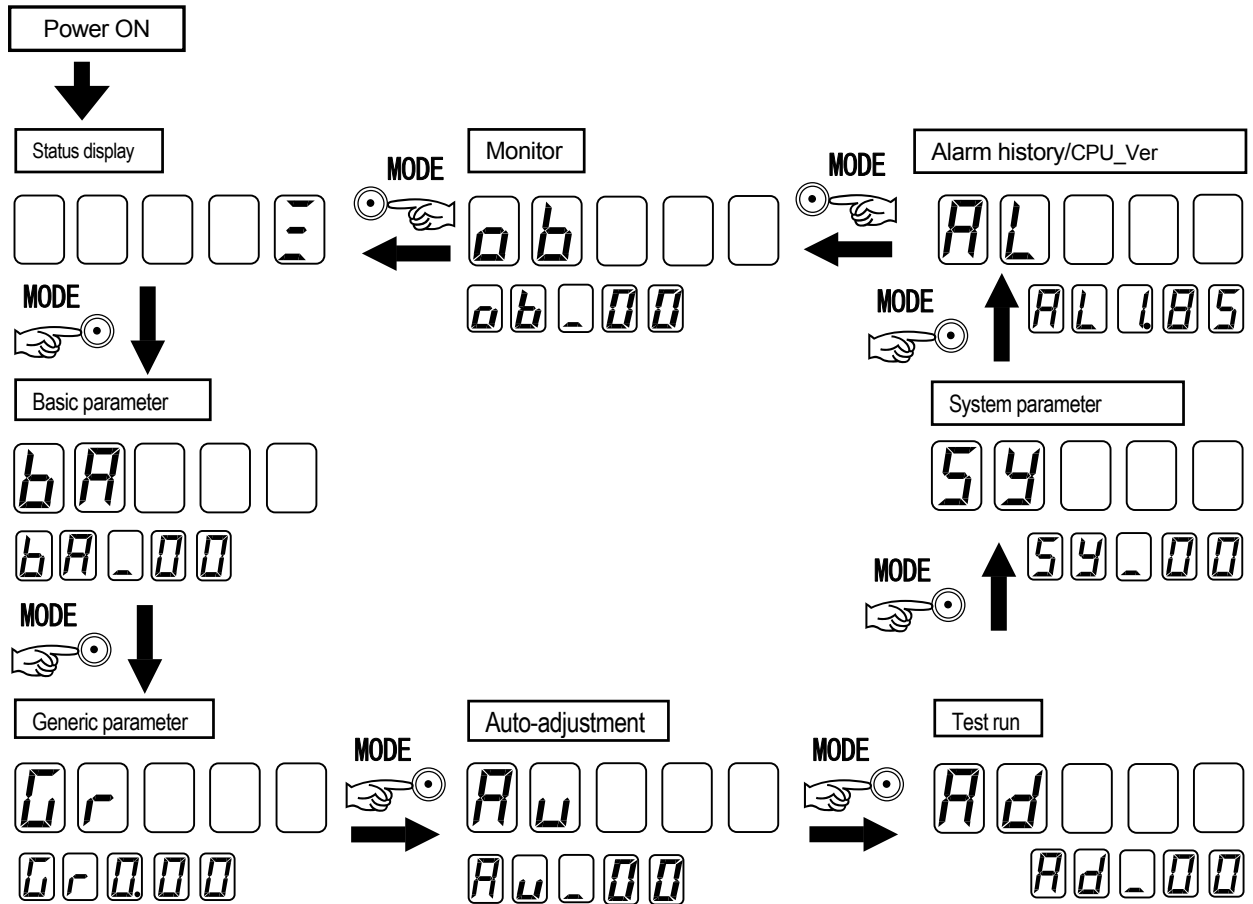 Power ON
Status display
MODE
Monitor
MODE
Alarm history/CPU_Ver
AL
ob
ob_00
MODE
MODE
AL1.85
Basic parameter
System parameter
bA
SY
bA_00
SY_00
MODE
MODE
Generic parameter
MODE
Auto-adjustment
MODE
Test run
Gr
Au
Ad
Gr0.00
Au_00
Ad_00